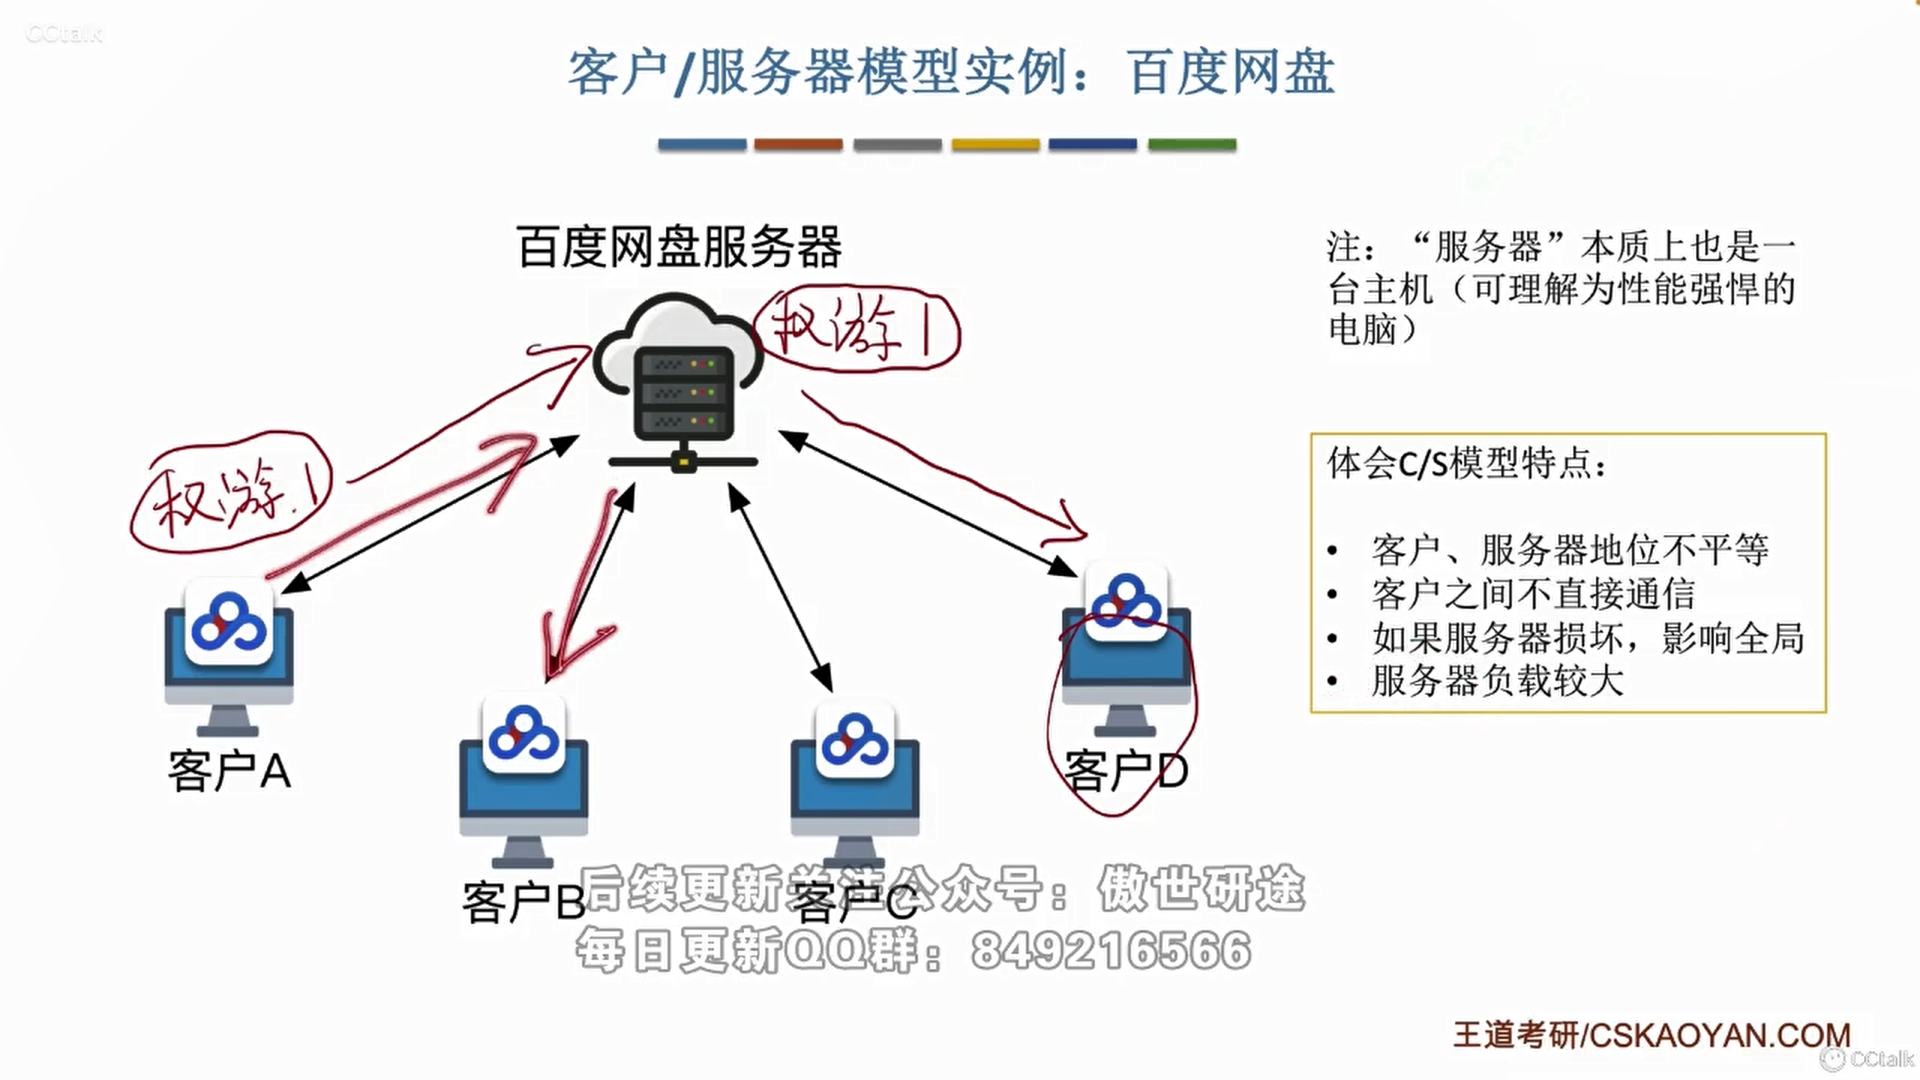 CCtalk
客户/服务器模型实例：百度网盘
百度网盘服务器
权游1
权游.1
客户A
客户B
客户C
客户D
注：“服务器”本质上也是一
台主机（可理解为性能强悍的
电脑）
体会C/S模型特点：
• 客户、服务器地位不平等
• 客户之间不直接通信
• 如果服务器损坏，影响全局
• 服务器负载较大
后续更新关注公众号：傲世研途
每日更新QQ群：849216566
王道考研/CSKAOYAN.COM
CCtalk